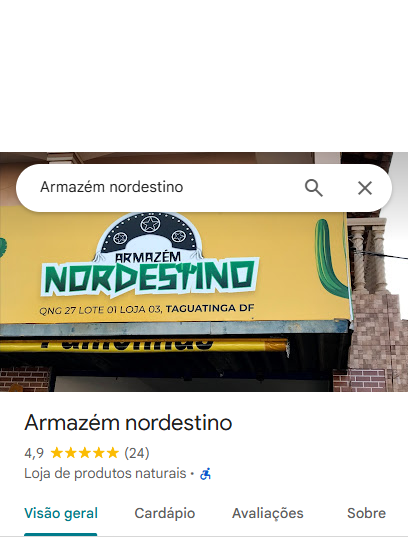 Armazém nordestino
ARMAZÉM
NORDESTINO
QNG 27 LOTE 01 LOJA 03, TAGUATINGA DF
Pamonhas
Armazém nordestino
4,9 (24)
Loja de produtos naturais ·
Visão geral Cardápio Avaliações Sobre